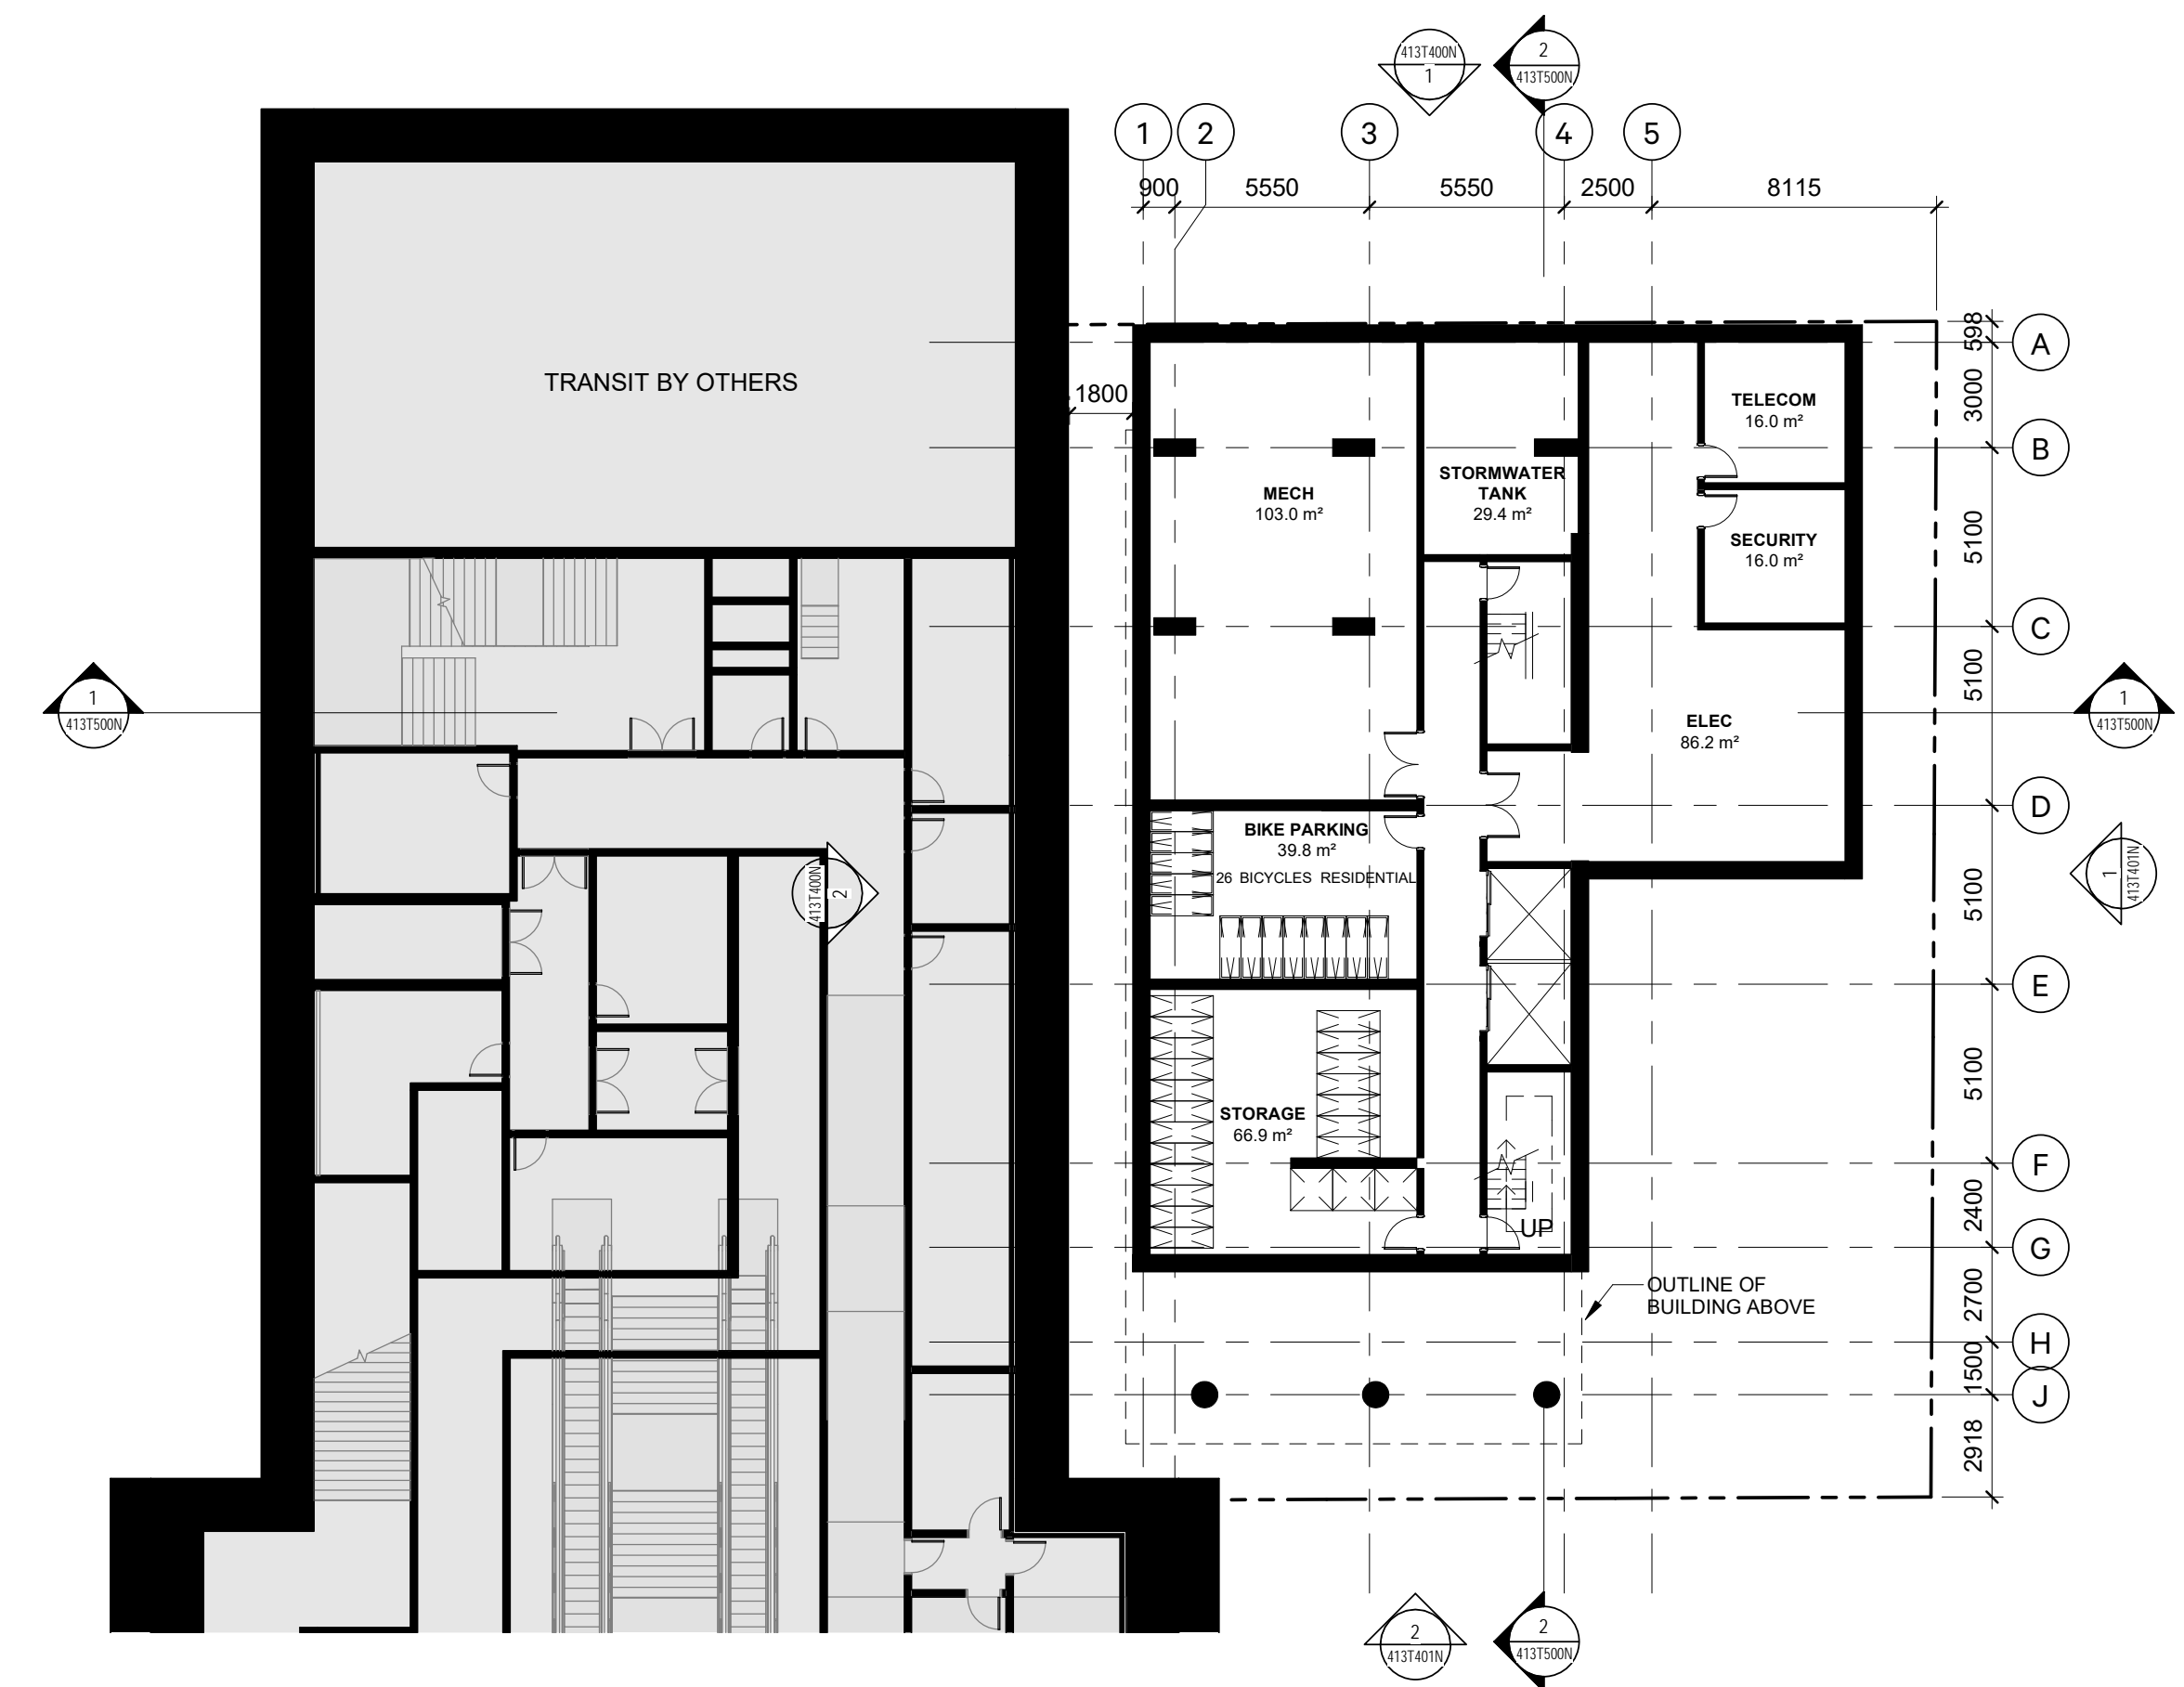 413T400N
1
2
413T500N
1
2
3
4
5
900
5550
5550
2500
8115
598
A
3000
TRANSIT BY OTHERS
1800
TELECOM
16.0 m²
B
STORMWATER
TANK
29.4 m²
MECH
103.0 m²
5100
SECURITY
16.0 m²
C
5100
1
413T500N
ELEC
86.2 m²
1
413T500N
D
BIKE PARKING
39.8 m²
26 BICYCLES RESIDENTIAL
413T400N
2
1
413T401N
5100
E
5100
STORAGE
66.9 m²
F
2400
UP
G
OUTLINE OF
BUILDING ABOVE
2700
H
1500
J
2918
2
413T401N
2
413T500N